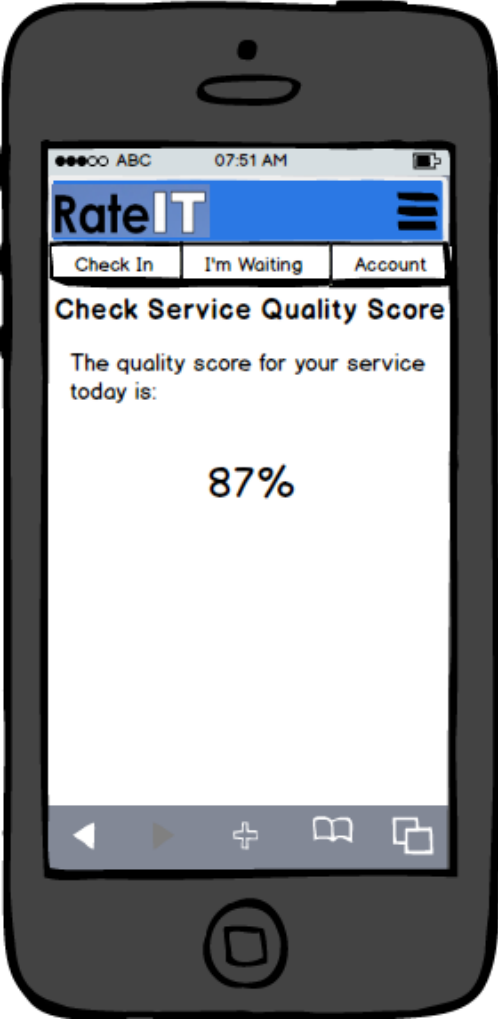 ABC 07:51 AM
RateIT
Check In I'm Waiting Account
Check Service Quality Score
The quality score for your service
today is:
87%